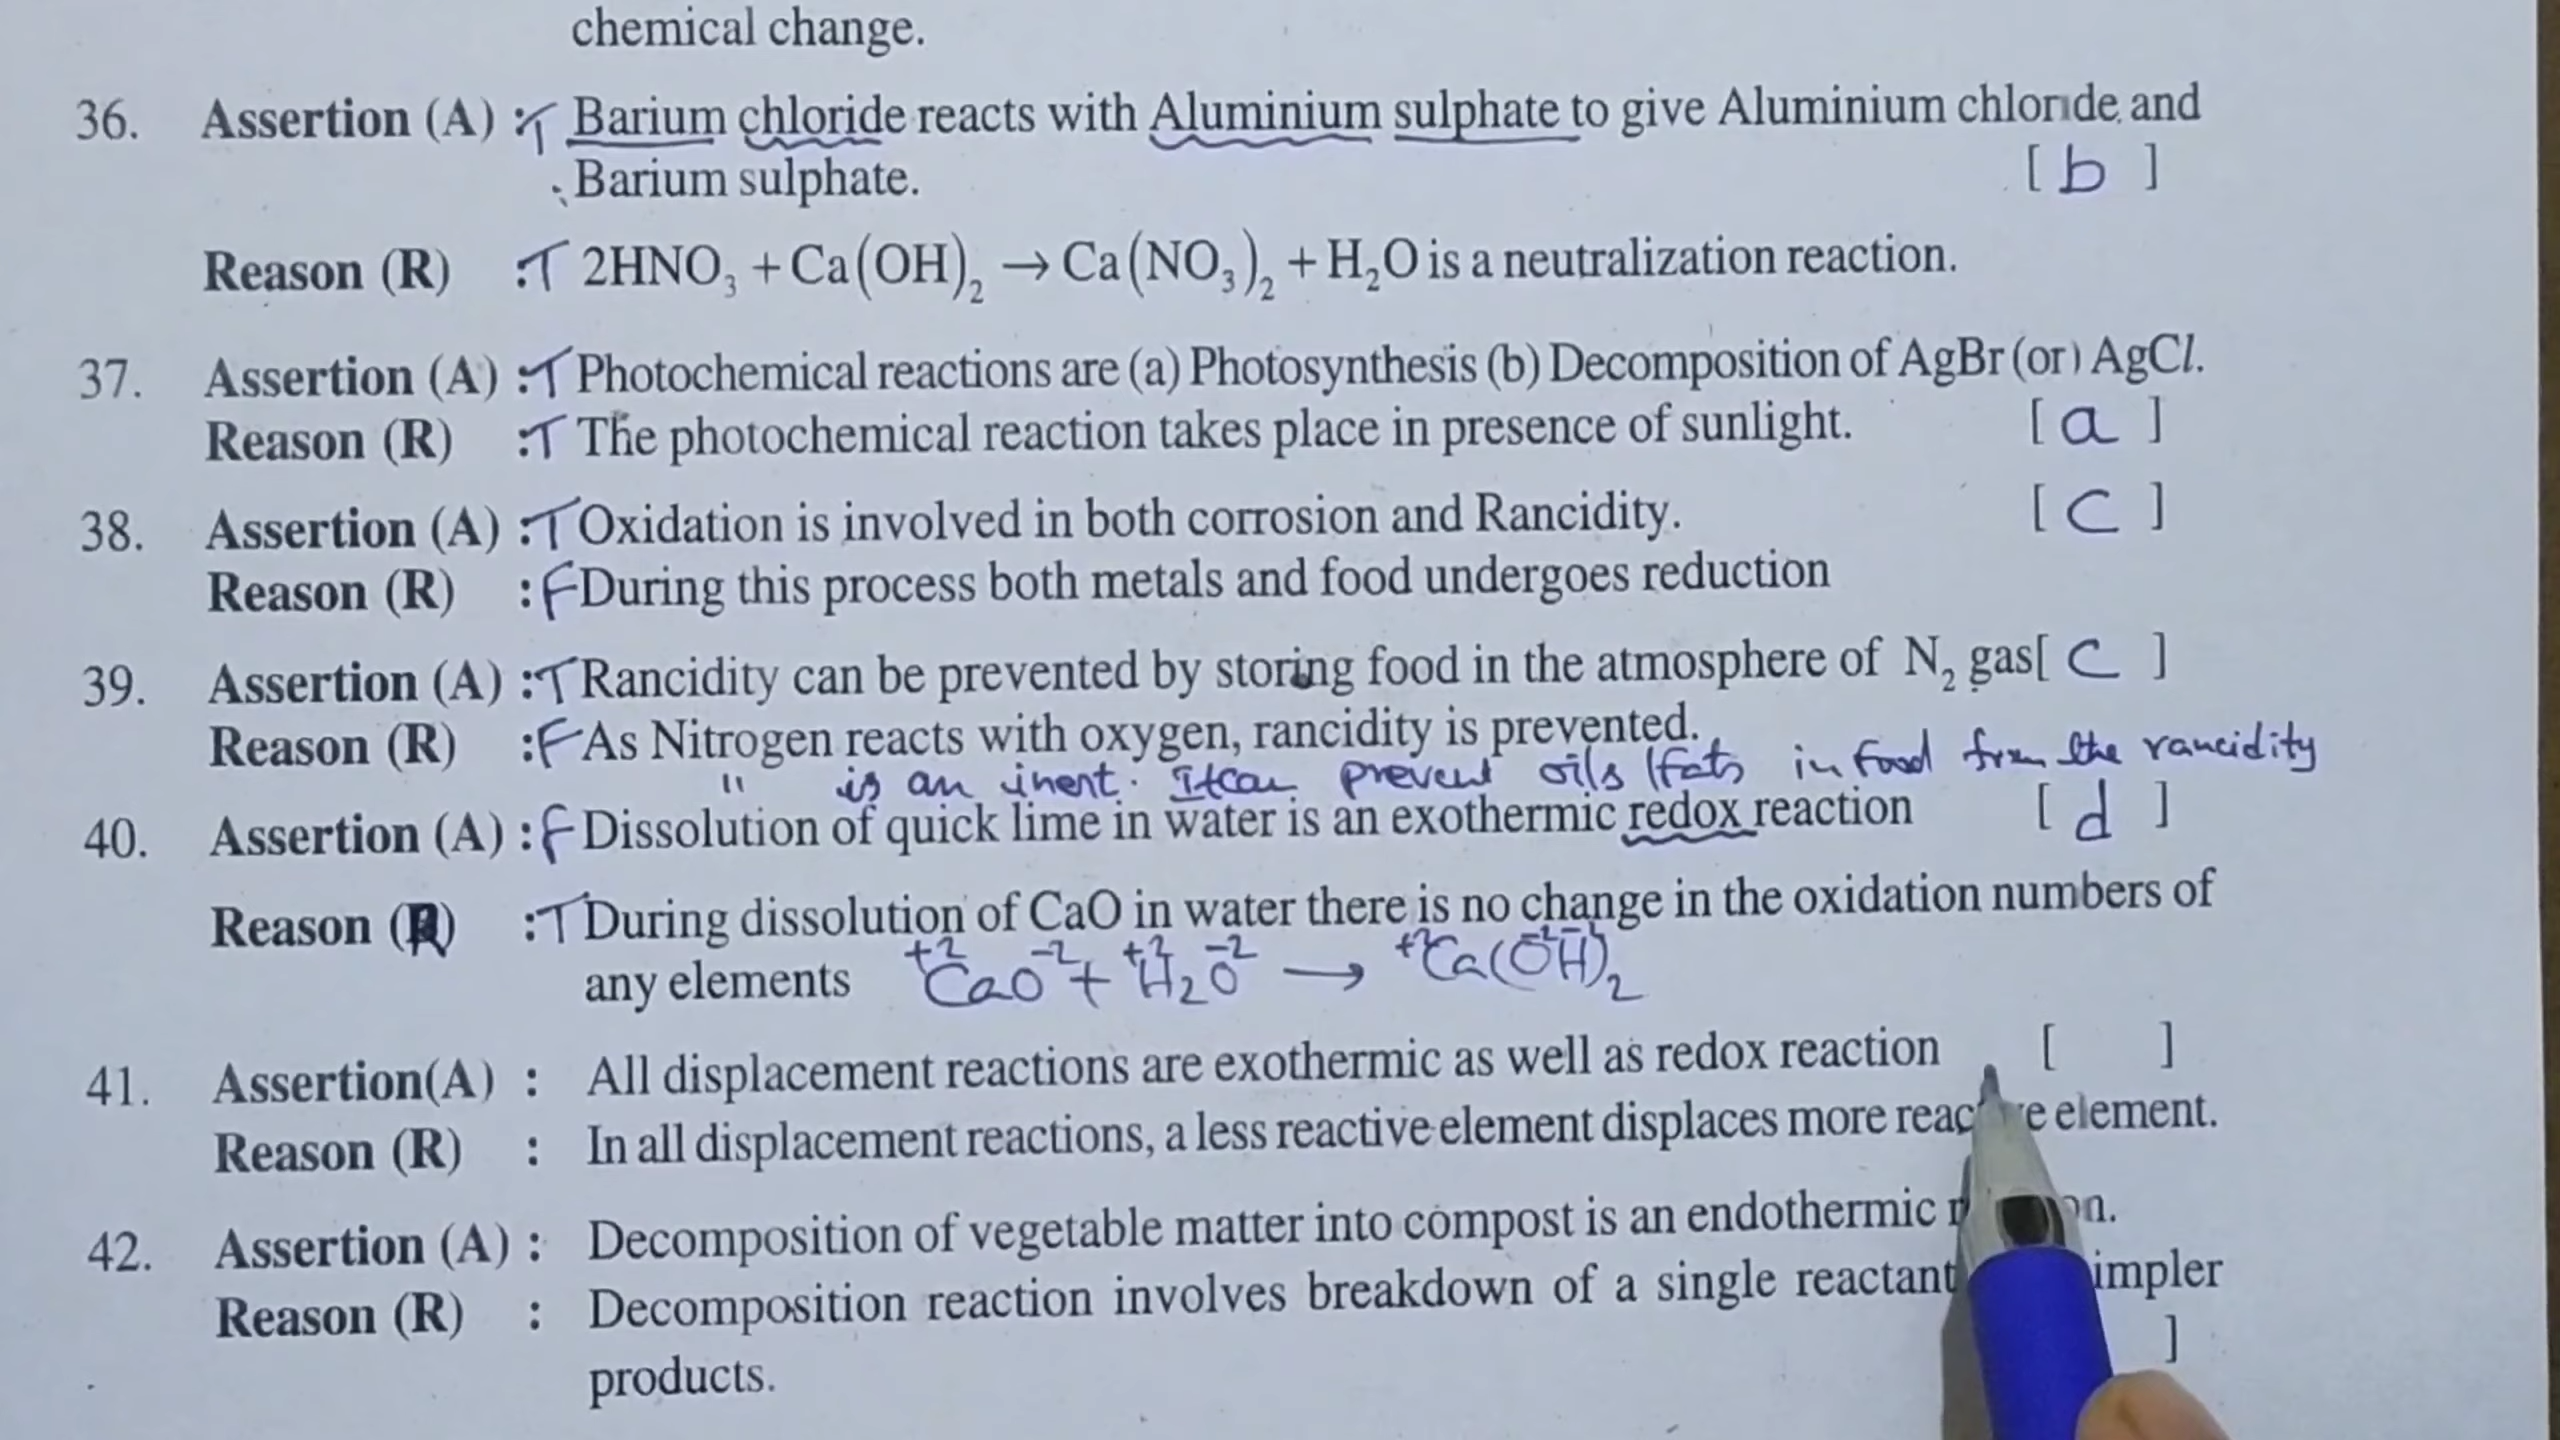 chemical change.
36. Assertion (A) : T Barium chloride reacts with Aluminium sulphate to give Aluminium chloride and
Barium sulphate. [ b ]
Reason (R) : T 2HNO₃ + Ca(OH)₂ → Ca(NO₃)₂ + H₂O is a neutralization reaction.
37. Assertion (A) : T Photochemical reactions are (a) Photosynthesis (b) Decomposition of AgBr (or) AgCl.
Reason (R) : T The photochemical reaction takes place in presence of sunlight. [ a ]
38. Assertion (A) : T Oxidation is involved in both corrosion and Rancidity. [ C ]
Reason (R) : F During this process both metals and food undergoes reduction
39. Assertion (A) : T Rancidity can be prevented by storing food in the atmosphere of N₂ gas [ C ]
Reason (R) : F As Nitrogen reacts with oxygen, rancidity is prevented.
" is an inert. It can prevent oils / fats in food from the rancidity
40. Assertion (A) : F Dissolution of quick lime in water is an exothermic redox reaction [ d ]
Reason (R) : T During dissolution of CaO in water there is no change in the oxidation numbers of
any elements CaO + H₂O → Ca(OH)₂
41. Assertion(A) : All displacement reactions are exothermic as well as redox reaction [ ]
Reason (R) : In all displacement reactions, a less reactive element displaces more element.
42. Assertion (A) : Decomposition of vegetable matter into compost is an endothermic
Reason (R) : Decomposition reaction involves breakdown of a single reactant impler
products. ]